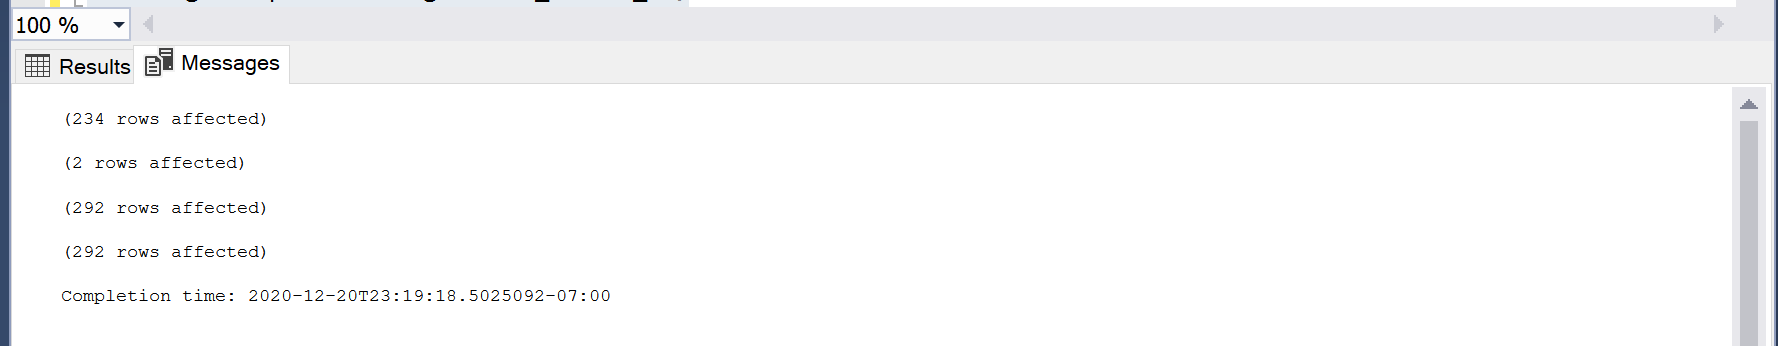 100 %
Results
Messages
(234 rows affected)
(2 rows affected)
(292 rows affected)
(292 rows affected)
Completion time: 2020-12-20T23:19:18.5025092-07:00